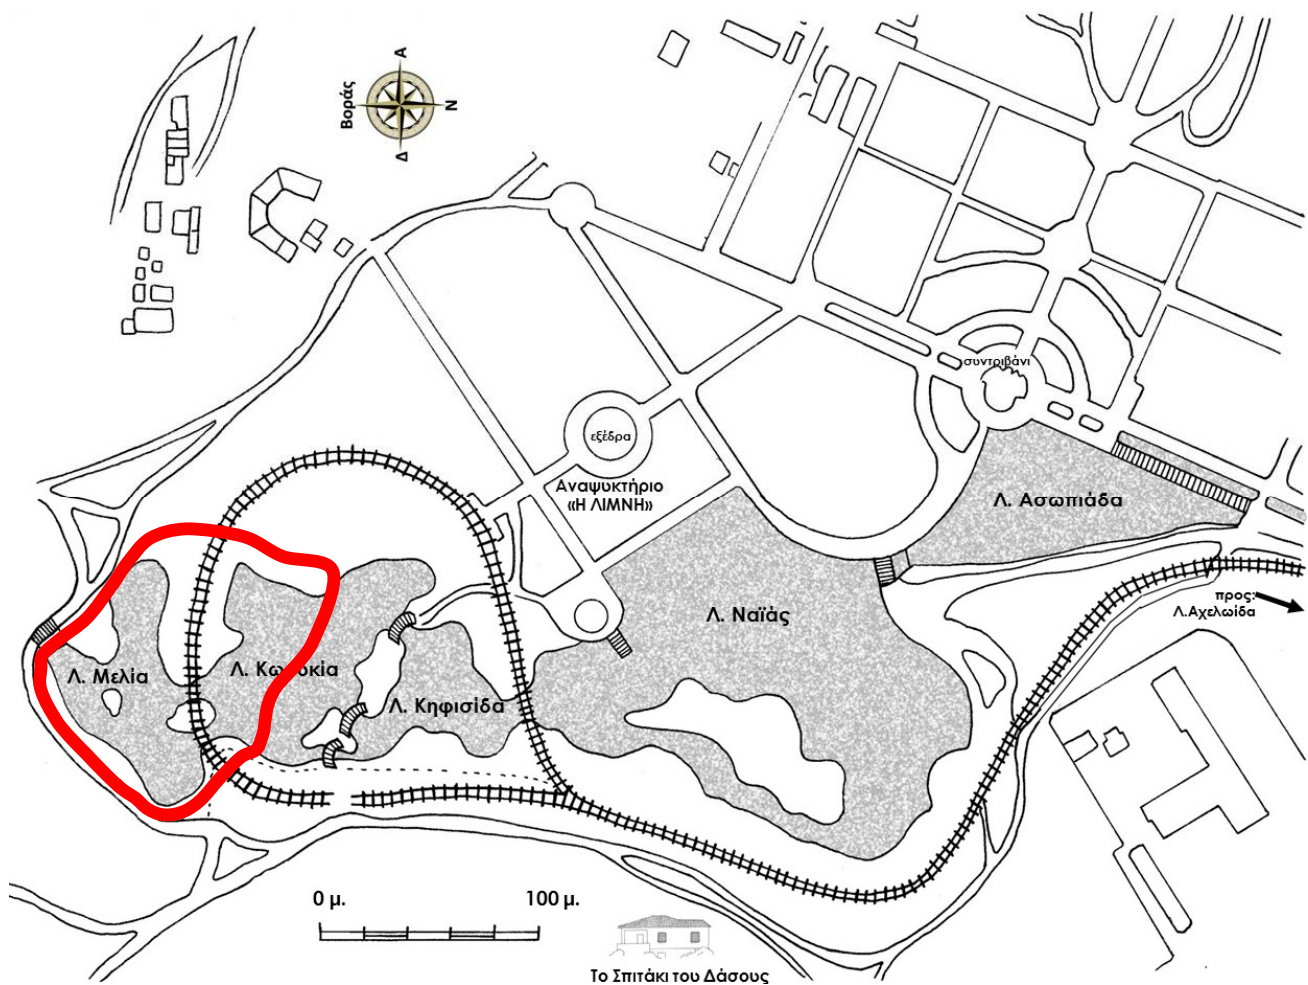 Α
Βοράς
Ν
Δ
συντριβάνι
εξέδρα
Αναψυκτήριο
«Η ΛΙΜΝΗ»
Λ. Ασωπιάδα
προς:
Λ.Αχελωίδα
Λ. Ναϊάς
Λ. Μελία
Λ. Κηφισίδα
0 μ.
100 μ.
Το Σπιτάκι του Δάσους